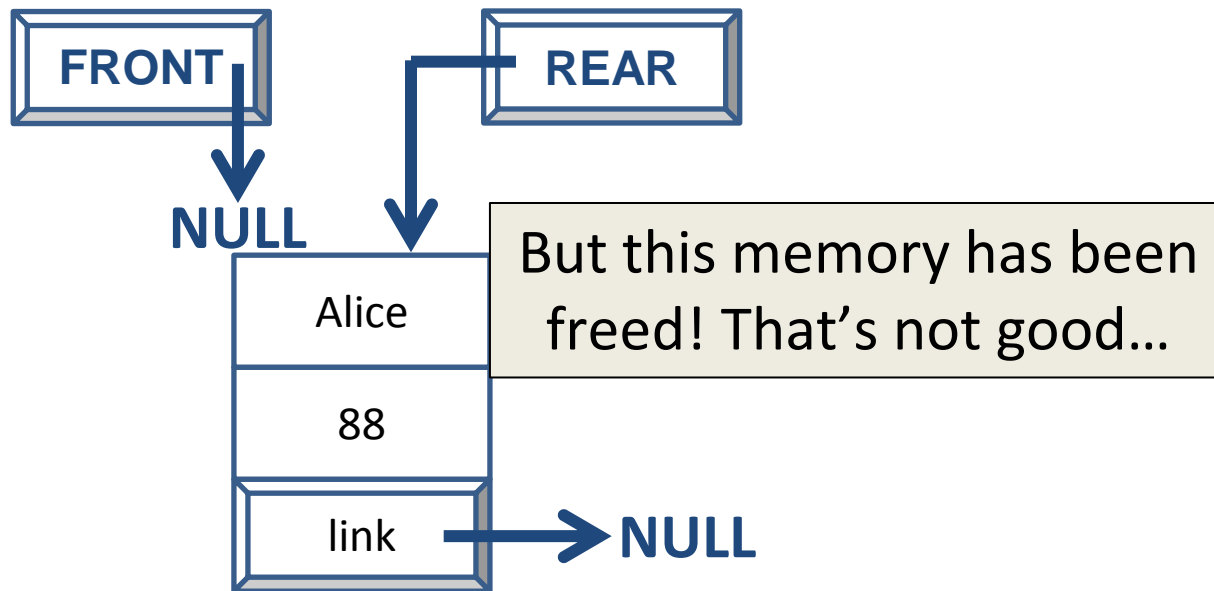 FRONT
REAR
NULL
But this memory has been
freed! That’s not good…
Alice
88
link
NULL